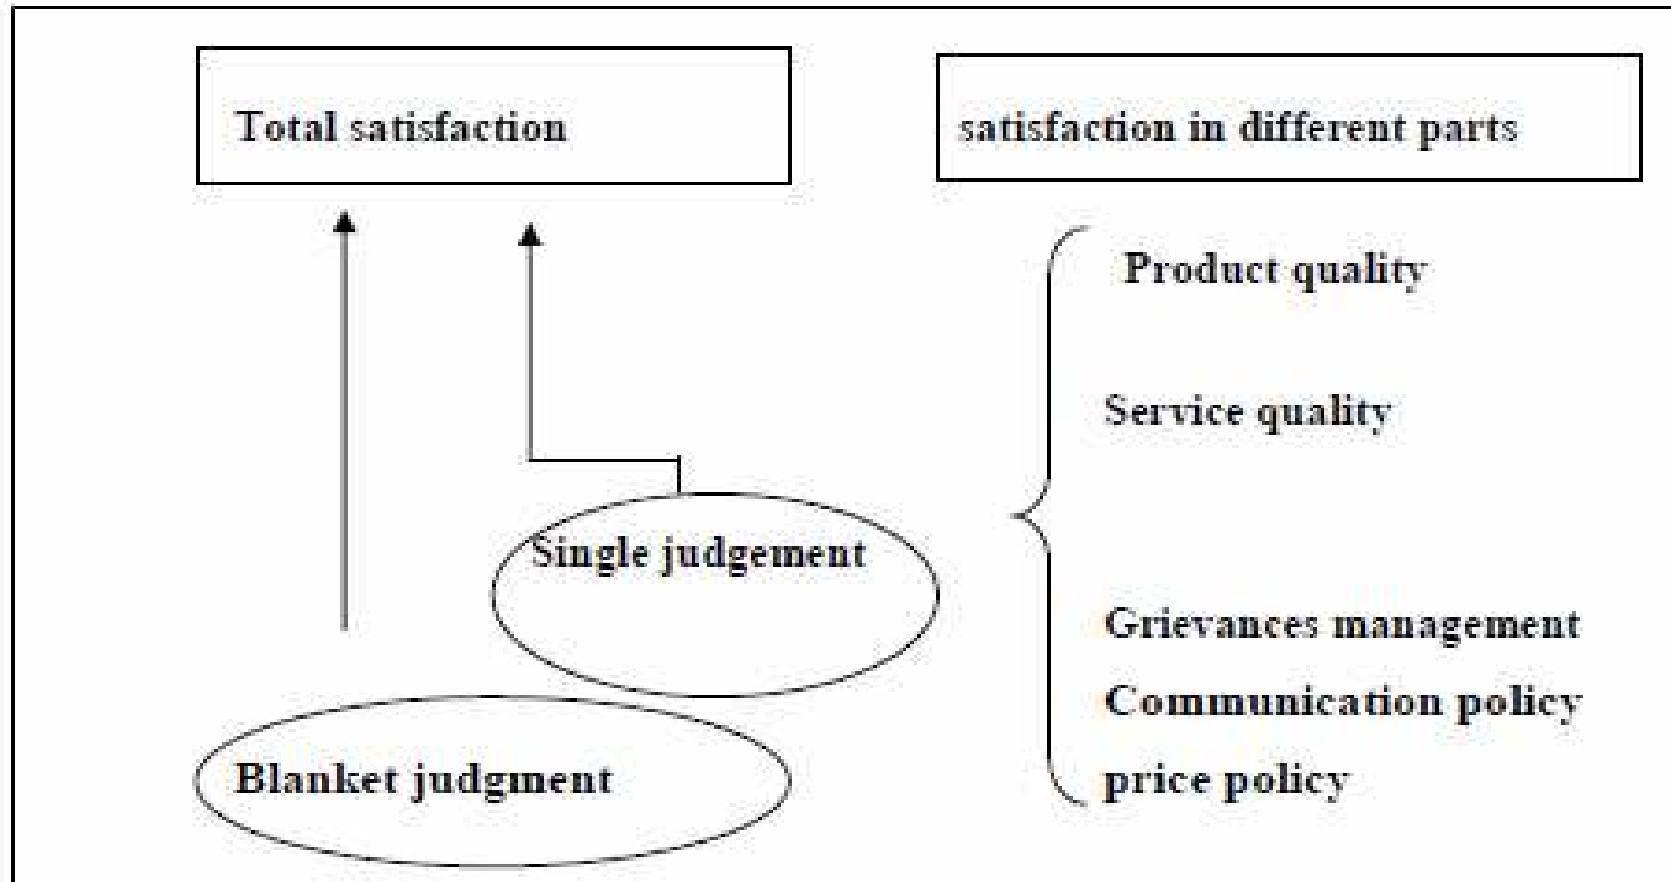 Total satisfaction
satisfaction in different parts
Product quality
Service quality
Single judgement
Grievances management
Communication policy
Blanket judgment
price policy